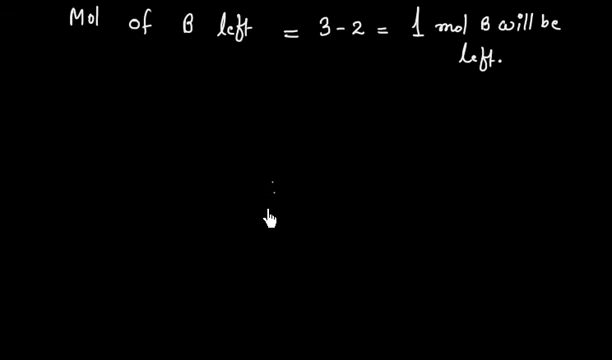 Mol of B left = 3 - 2 = 1 mol B will be
left.